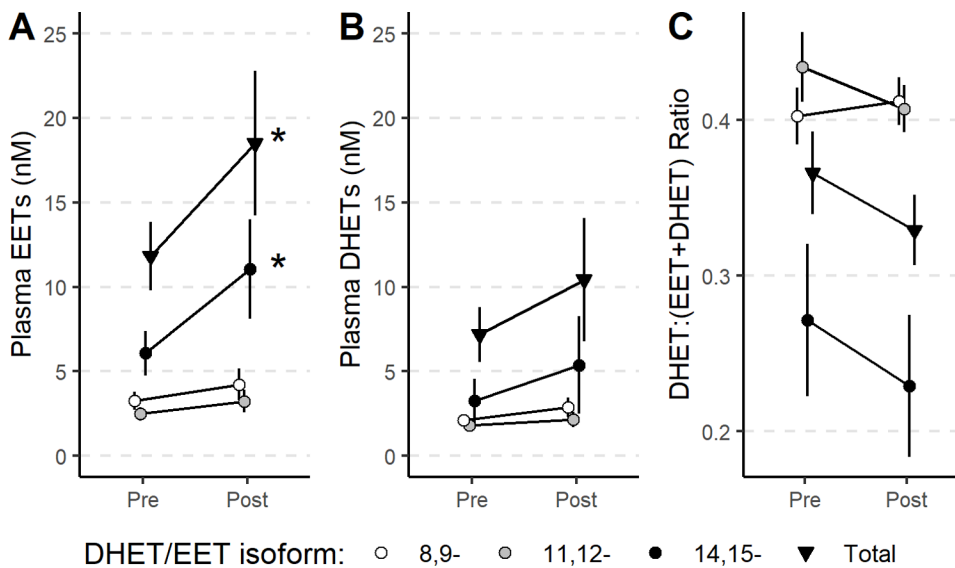 A
Plasma EETs (nM)
25
20
15
10
5
0
*
*
Pre Post
B
Plasma DHETs (nM)
25
20
15
10
5
0
Pre Post
C
DHET:(EET+DHET) Ratio
0.4
0.3
0.2
Pre Post
DHET/EET isoform: 8,9- 11,12- 14,15- Total